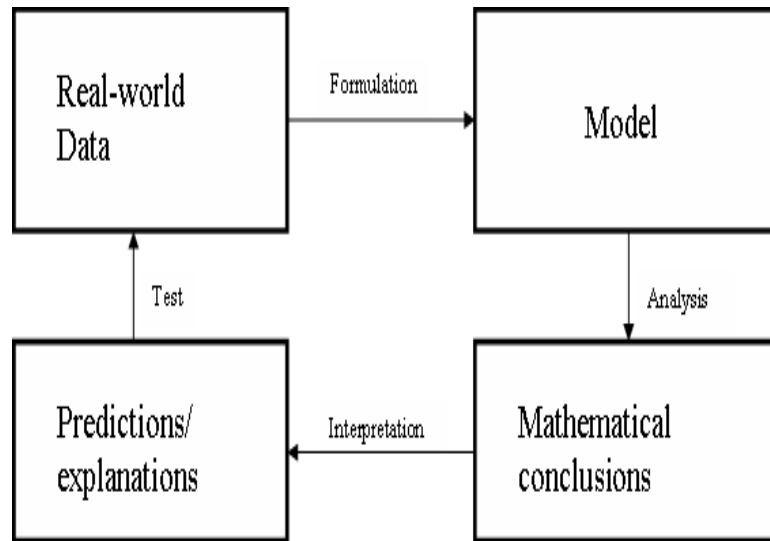 Real-world
Data
Formulation
Model
Test
Analysis
Predictions/
explanations
Interpretation
Mathematical
conclusions